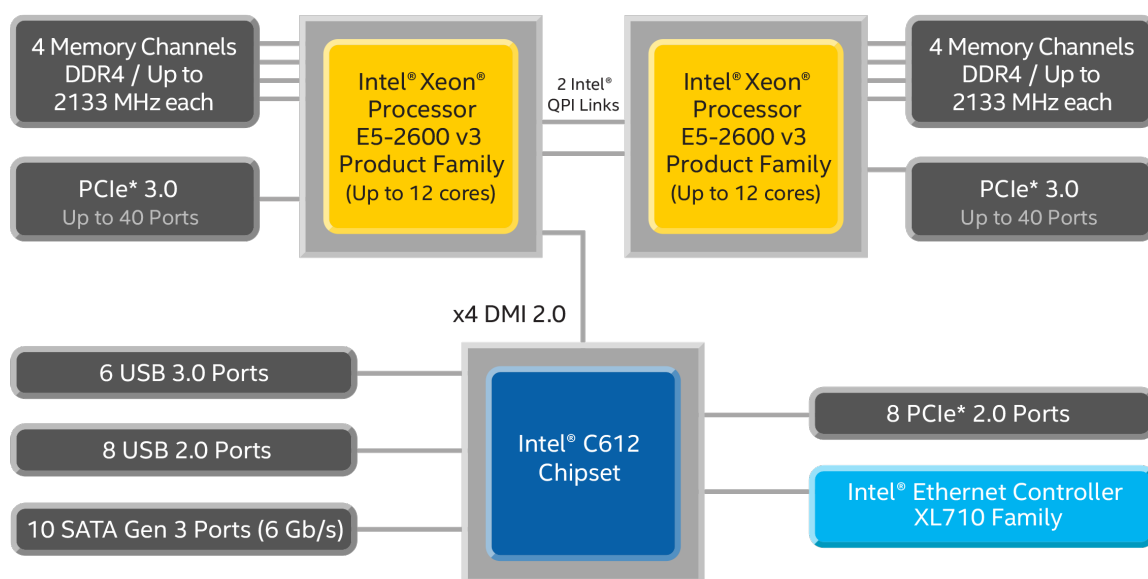 4 Memory Channels
DDR4 / Up to
2133 MHz each
Intel® Xeon®
Processor
E5-2600 v3
Product Family
(Up to 12 cores)
2 Intel®
QPI Links
Intel® Xeon®
Processor
E5-2600 v3
Product Family
(Up to 12 cores)
4 Memory Channels
DDR4 / Up to
2133 MHz each
PCIe* 3.0
Up to 40 Ports
PCIe* 3.0
Up to 40 Ports
x4 DMI 2.0
6 USB 3.0 Ports
8 USB 2.0 Ports
10 SATA Gen 3 Ports (6 Gb/s)
Intel® C612
Chipset
8 PCIe* 2.0 Ports
Intel® Ethernet Controller
XL710 Family